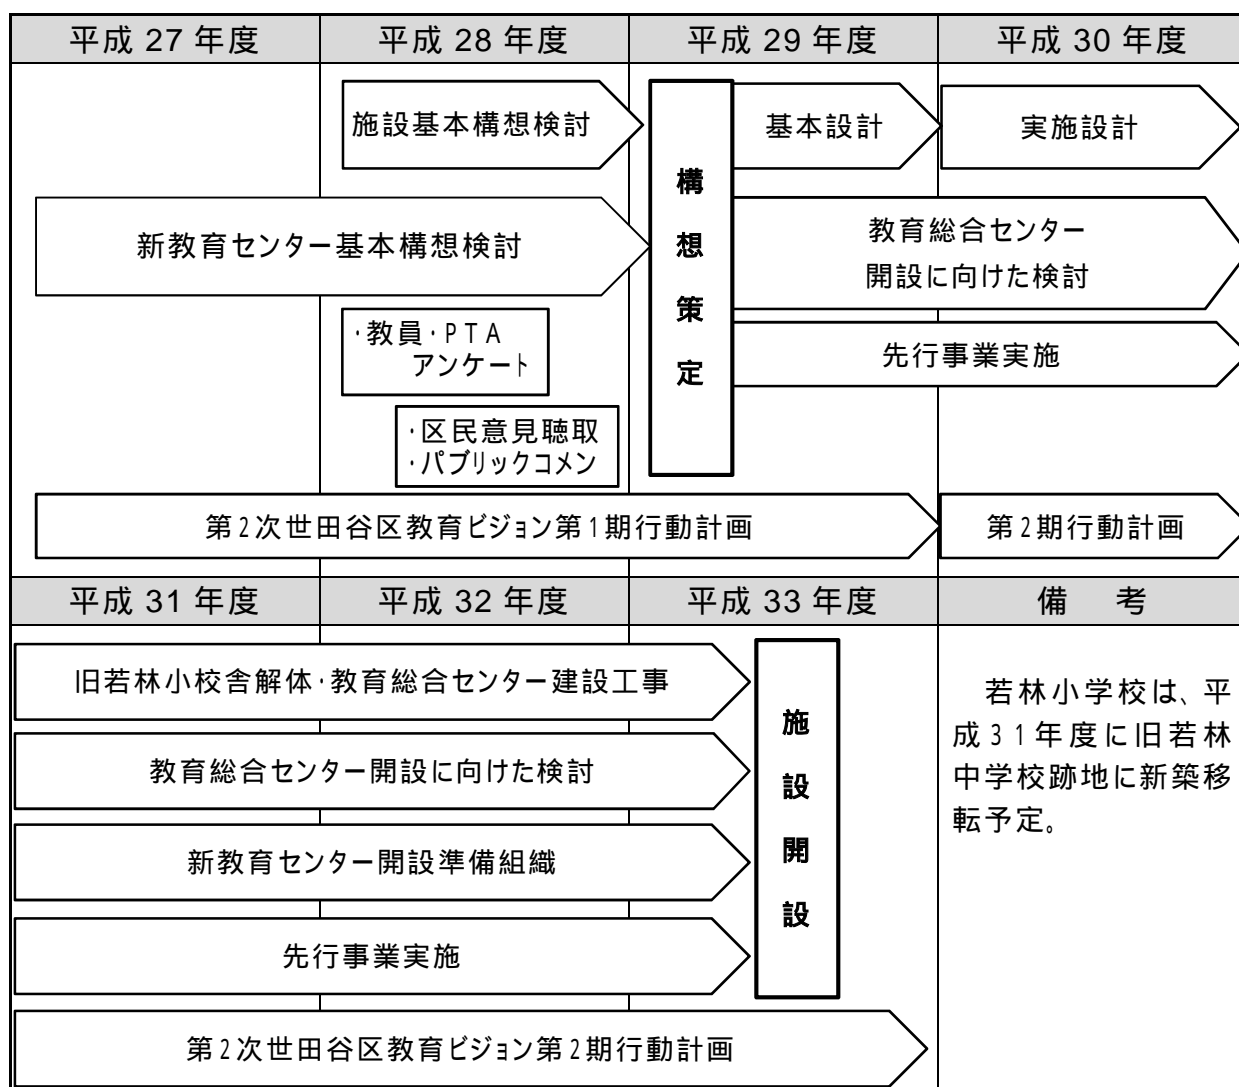 平成 27 年度
平成 28 年度
平成 29 年度
平成 30 年度
施設基本構想検討
基本設計
実施設計
構想策定
新教育センター基本構想検討
教育総合センター
開設に向けた検討
・教員・PTA
アンケート
先行事業実施
・区民意見聴取
・パブリックコメン
第2次世田谷区教育ビジョン第1期行動計画
第2期行動計画
平成 31 年度
平成 32 年度
平成 33 年度
備 考
旧若林小校舎解体・教育総合センター建設工事
教育総合センター開設に向けた検討
新教育センター開設準備組織
先行事業実施
施設開設
若林小学校は、平
成31年度に旧若林
中学校跡地に新築移
転予定。
第2次世田谷区教育ビジョン第2期行動計画